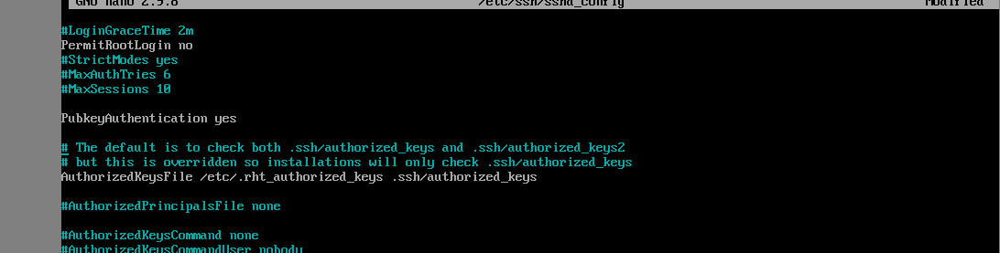 GNU nano 2.9.8 /etc/ssh/sshd_config Modified
#LoginGraceTime 2m
PermitRootLogin no
#StrictModes yes
#MaxAuthTries 6
#MaxSessions 10
PubkeyAuthentication yes
# The default is to check both .ssh/authorized_keys and .ssh/authorized_keys2
# but this is overridden so installations will only check .ssh/authorized_keys
AuthorizedKeysFile /etc/.rht_authorized_keys .ssh/authorized_keys
#AuthorizedPrincipalsFile none
#AuthorizedKeysCommand none
#AuthorizedKeysCommandUser nobody